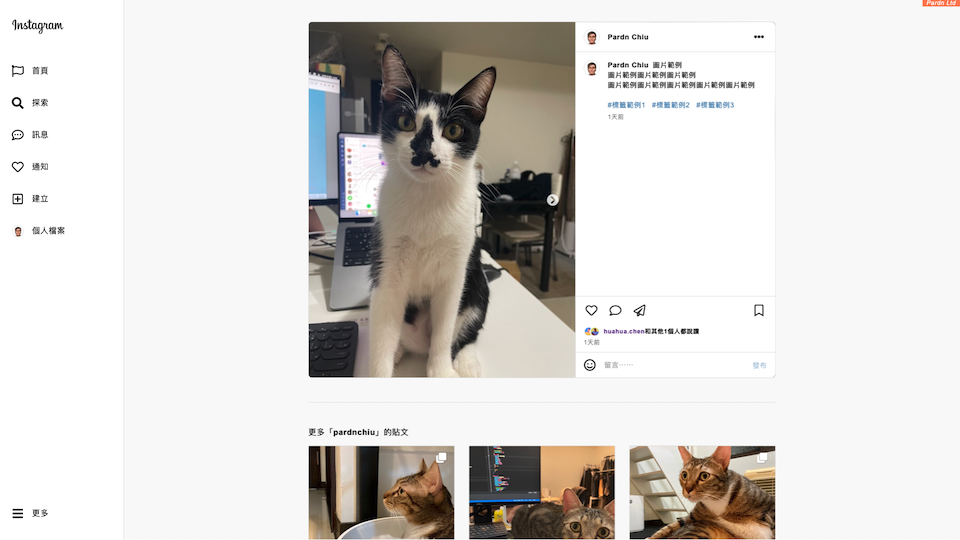 Pardn Ltd
Instagram
首頁
探索
訊息
通知
建立
個人檔案
更多
Pardn Chiu
Pardn Chiu 圖片範例
圖片範例圖片範例圖片範例
圖片範例圖片範例圖片範例圖片範例圖片範例
#標籤範例1 #標籤範例2 #標籤範例3
1天前
huahua.chen和其他1個人都說讚
1天前
留言⋯⋯
發布
更多「pardnchiu」的貼文